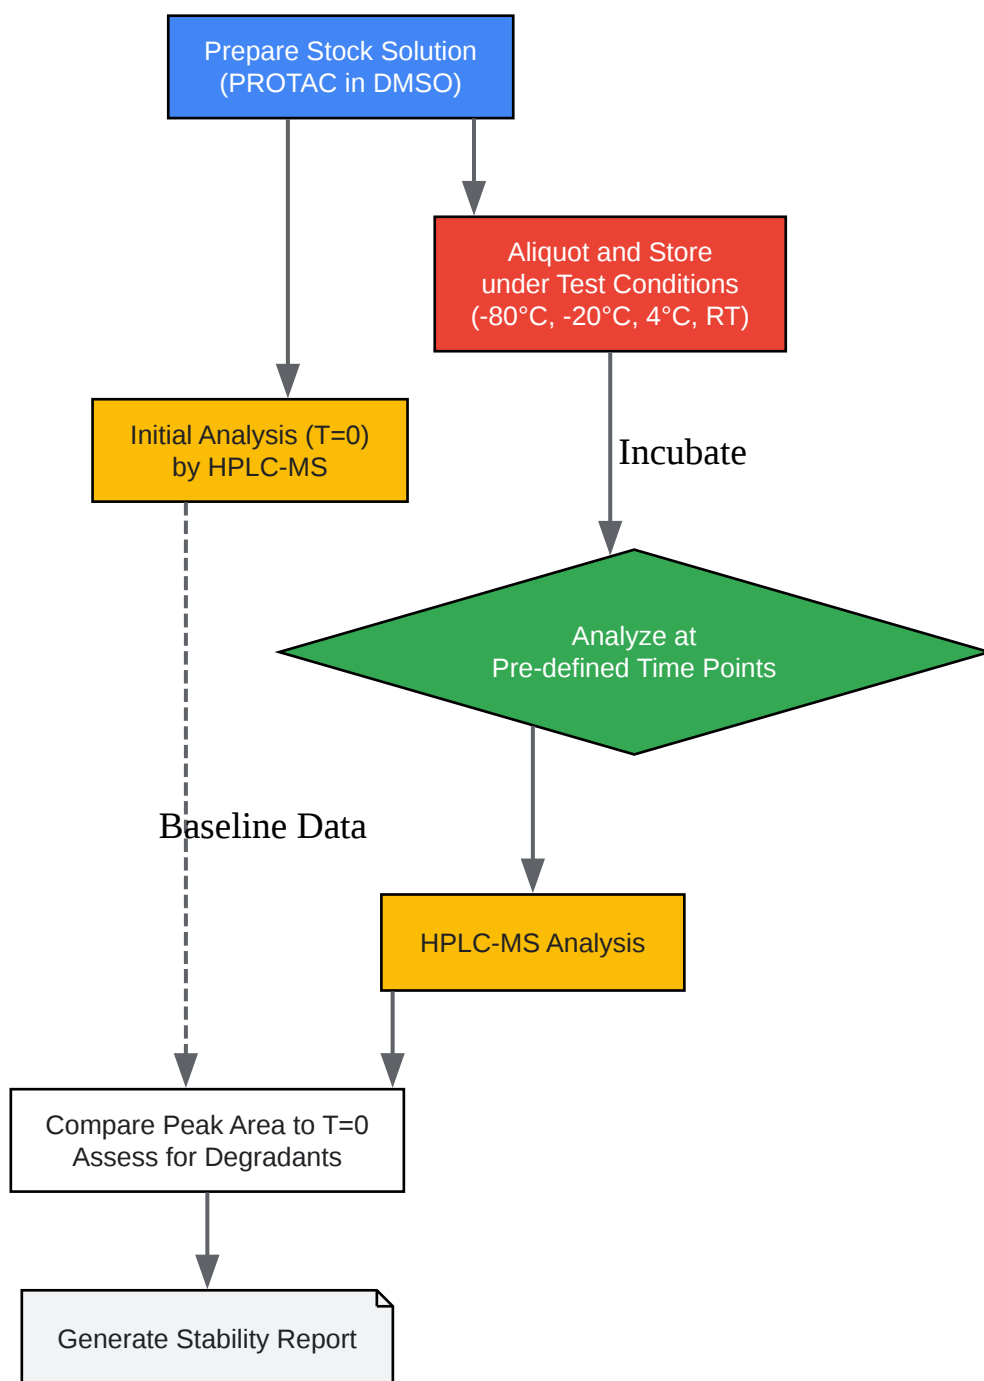 Prepare Stock Solution
(PROTAC in DMSO)
Aliquot and Store
under Test Conditions
(-80°C, -20°C, 4°C, RT)
Initial Analysis (T=0)
by HPLC-MS
Incubate
Analyze at
Pre-defined Time Points
Baseline Data
HPLC-MS Analysis
Compare Peak Area to T=0
Assess for Degradants
Generate Stability Report